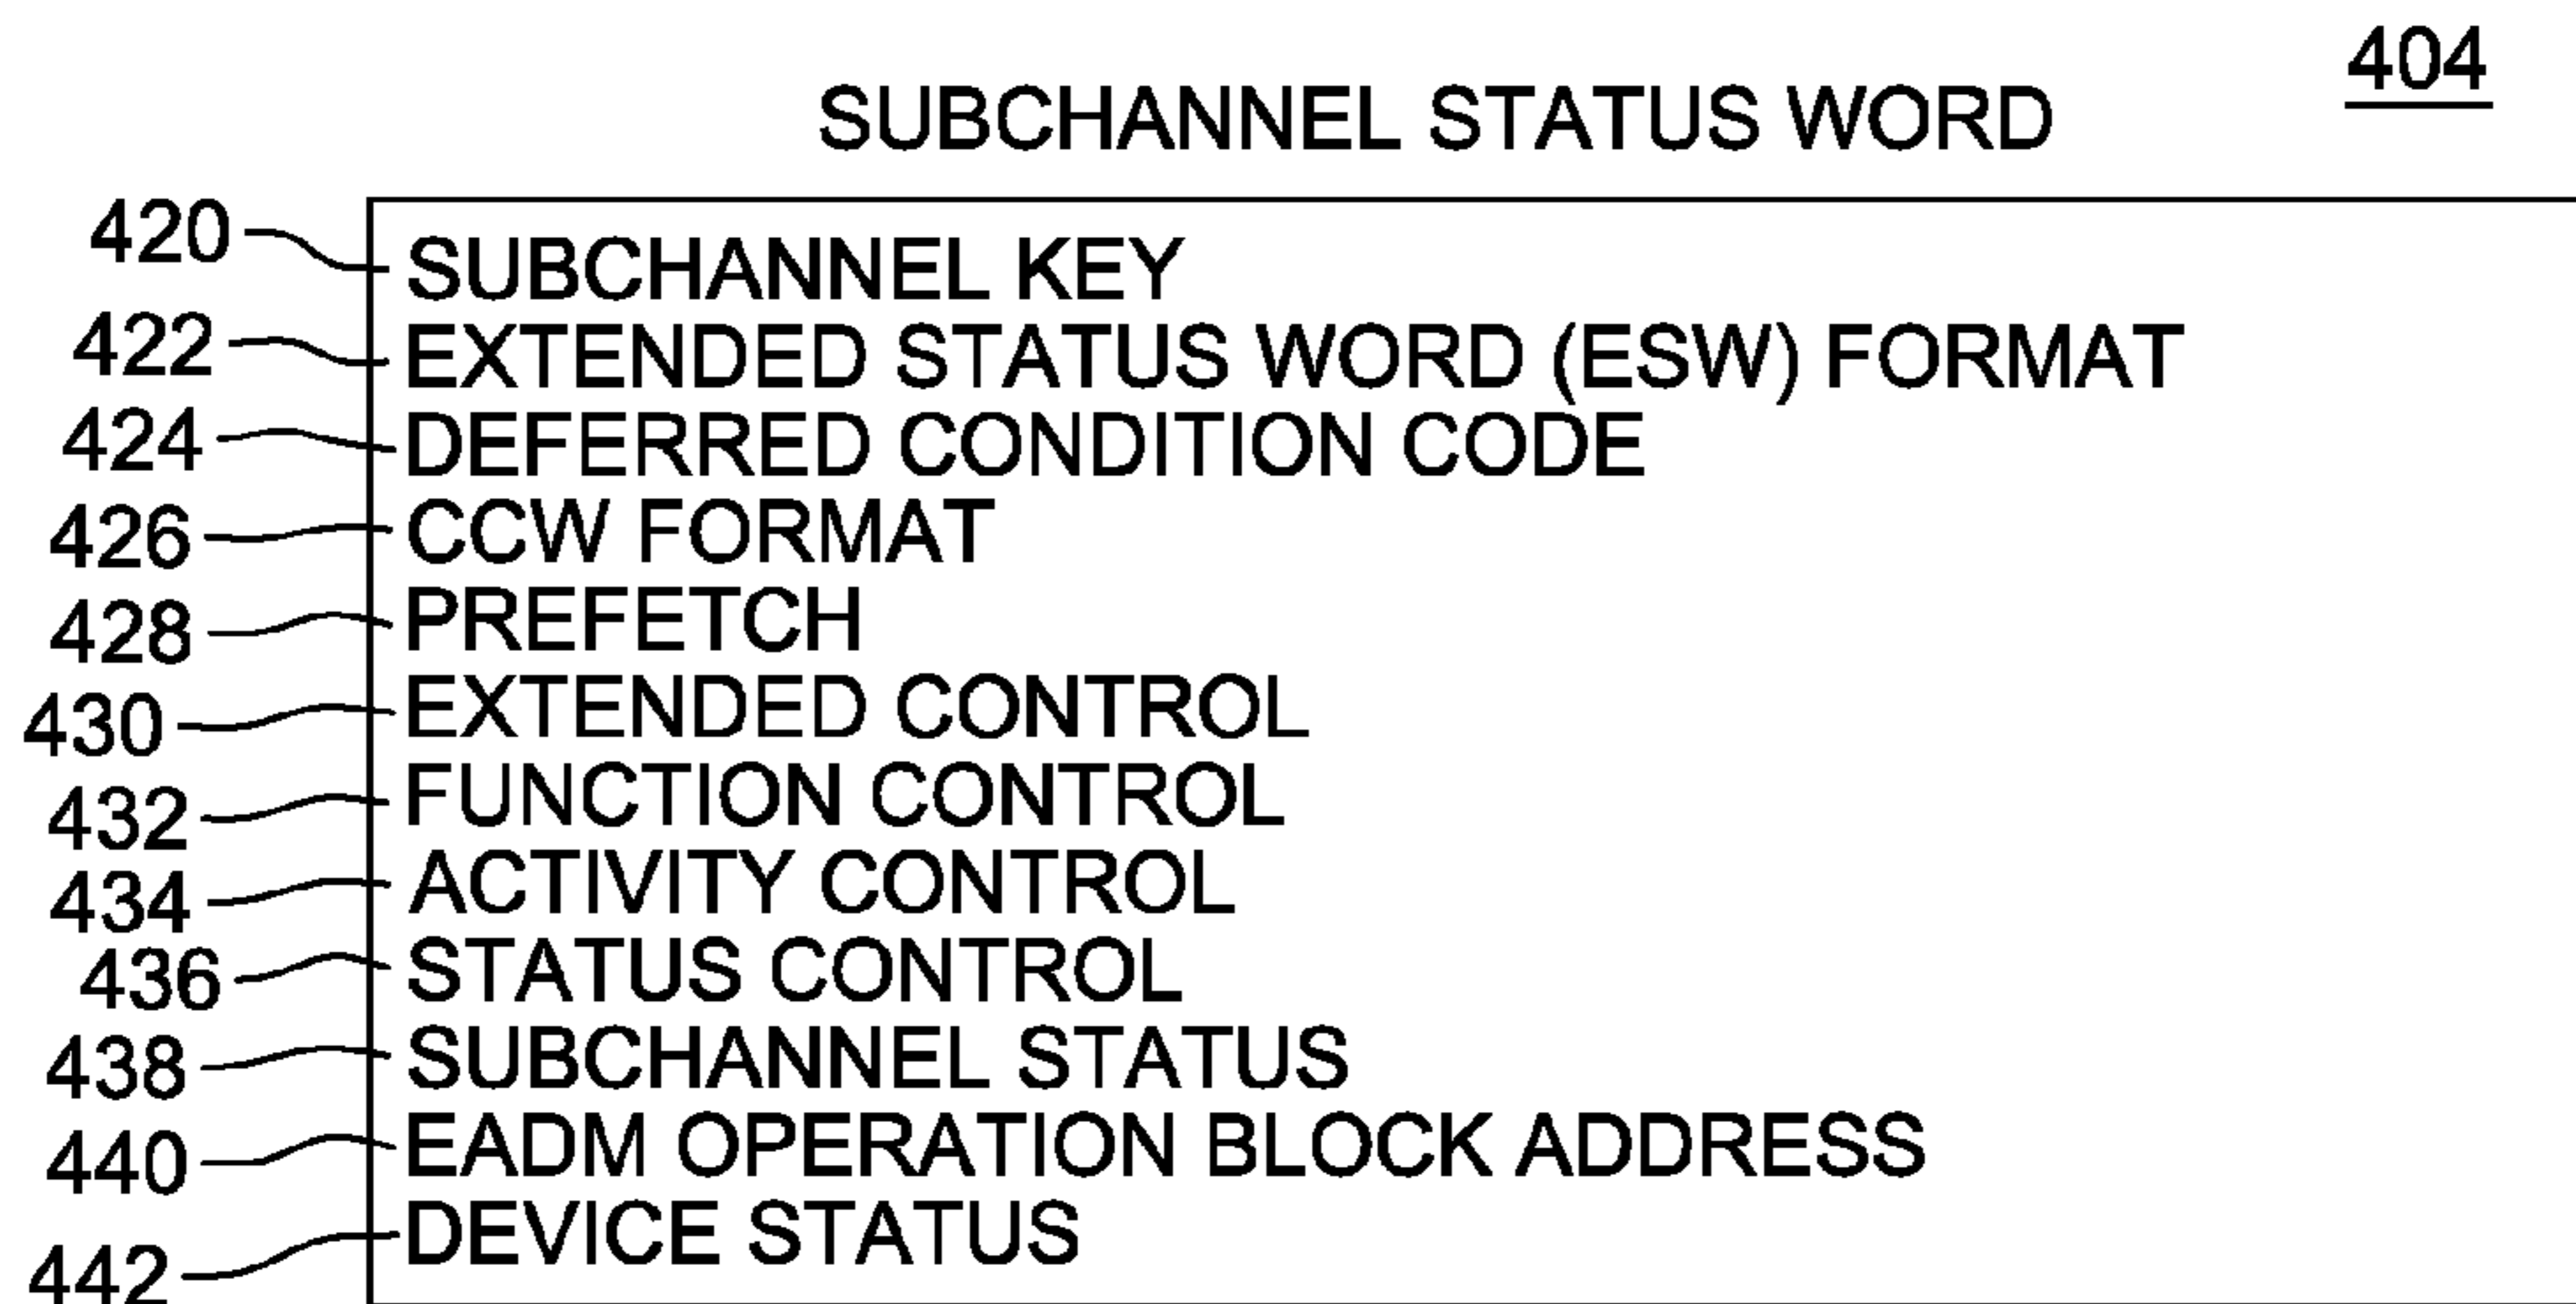 404
SUBCHANNEL STATUS WORD
420 SUBCHANNEL KEY
422 EXTENDED STATUS WORD (ESW) FORMAT
424 DEFERRED CONDITION CODE
426 CCW FORMAT
428 PREFETCH
430 EXTENDED CONTROL
432 FUNCTION CONTROL
434 ACTIVITY CONTROL
436 STATUS CONTROL
438 SUBCHANNEL STATUS
440 EADM OPERATION BLOCK ADDRESS
442 DEVICE STATUS